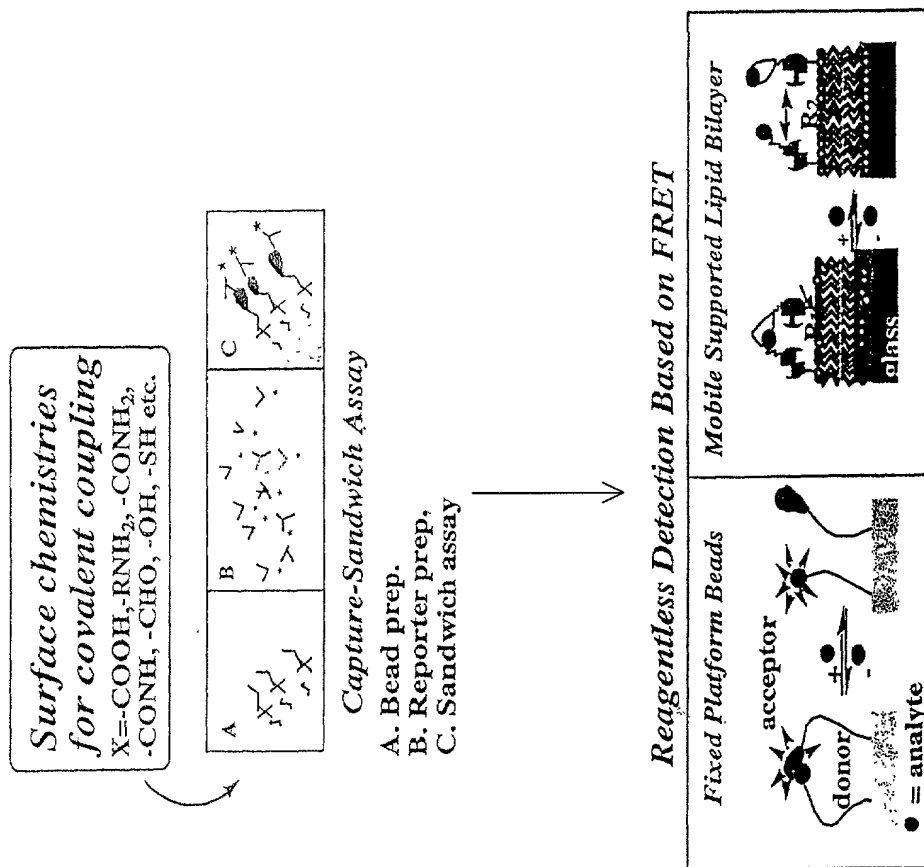 Surface chemistries
for covalent coupling
X=-COOH,-RNH₂, -CONH₂,
-CONH, -CHO, -OH, -SH etc.
A
B
C
Capture-Sandwich Assay
A. Bead prep.
B. Reporter prep,
C. Sandwich assay
Reagentless Detection Based on FRET
Fixed Platform Beads
acceptor
donor
+
-
● = analyte
Mobile Supported Lipid Bilayer
R₂
+
-
glass